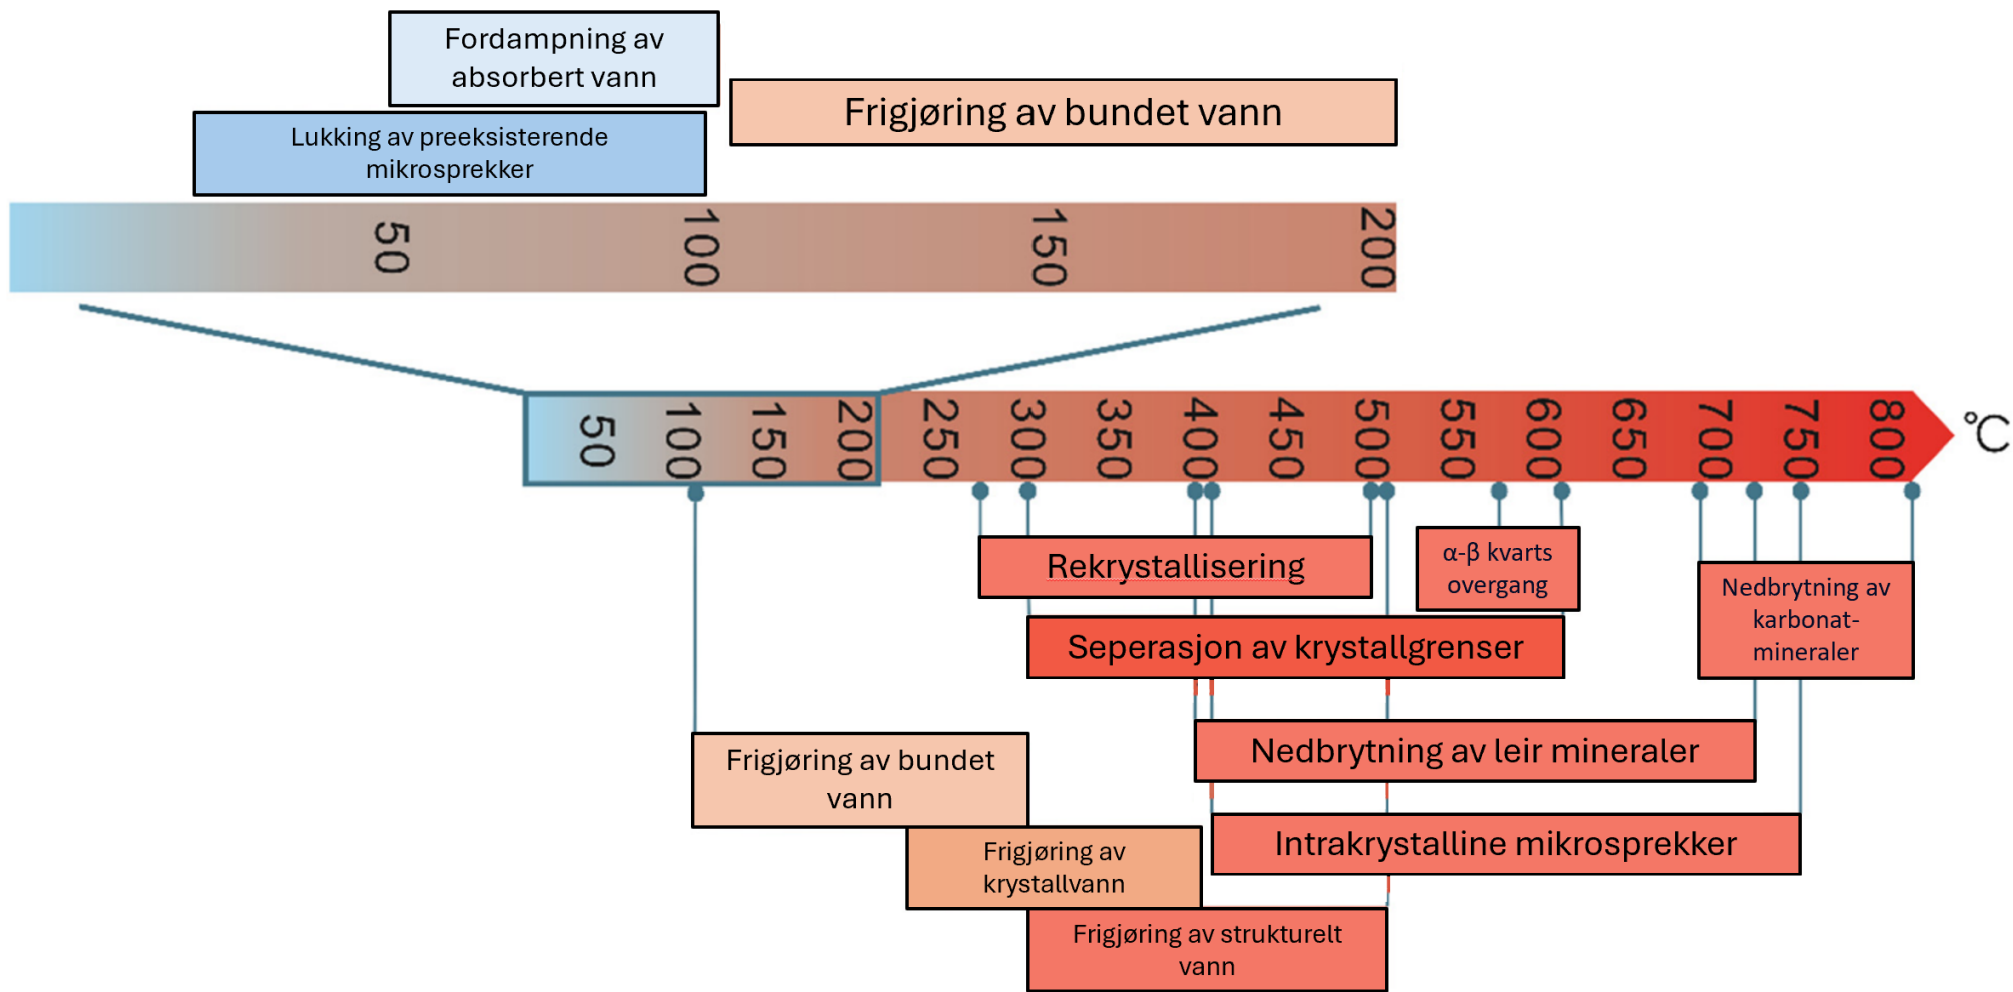 Fordampning av
absorbert vann
Frigjøring av bundet vann
Lukking av preeksisterende
mikrosprekker
50
100
150
200
50
100
150
200
250
300
350
400
450
500
550
600
650
700
750
800
°C
Rekrystallisering
α-β kvarts
overgang
Nedbrytning av
karbonat-
mineraler
Seperasjon av krystallgrenser
Nedbrytning av leir mineraler
Frigjøring av bundet
vann
Intrakrystalline mikrosprekker
Frigjøring av
krystallvann
Frigjøring av strukturelt
vann